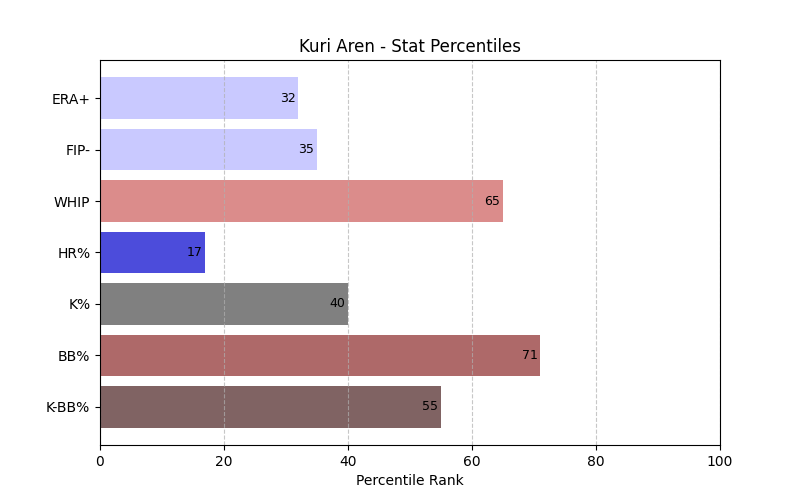 Kuri Aren - Stat Percentiles
ERA+
32
FIP-
35
WHIP
65
HR%
17
K%
40
BB%
71
K-BB%
55
0 20 40 60 80 100
Percentile Rank